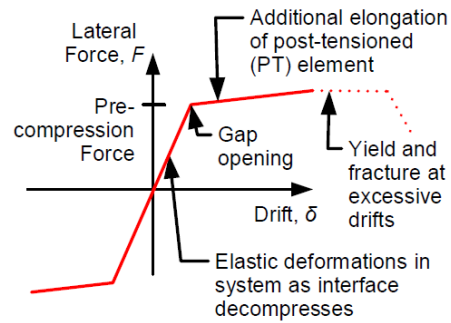 Lateral
Force, F
Additional elongation
of post-tensioned
(PT) element
Pre-
compression
Force
Gap
opening
Yield and
fracture at
excessive
drifts
Drift, δ
Elastic deformations in
system as interface
decompresses